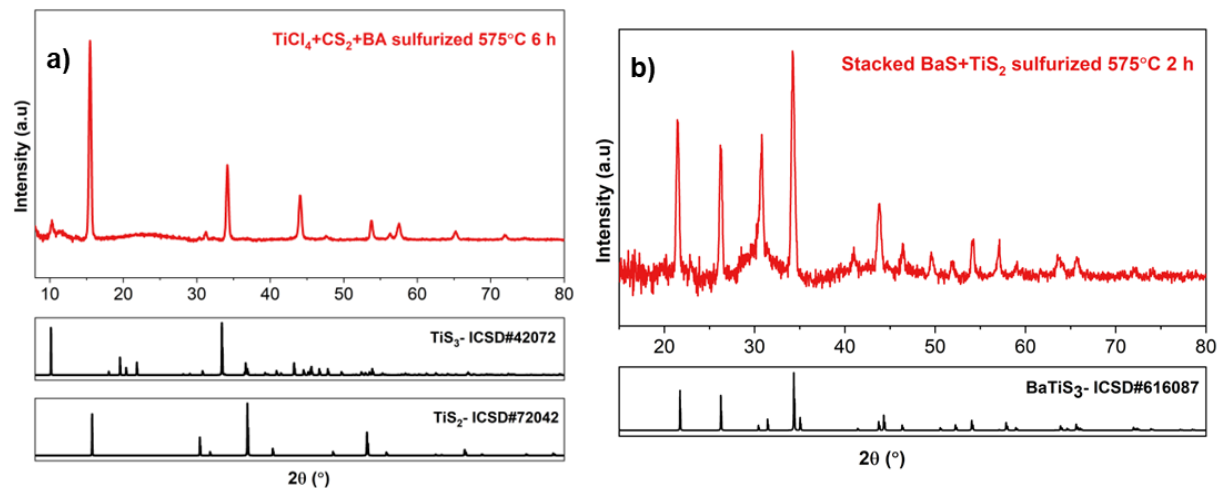 a)
TiCl₄+CS₂+BA sulfurized 575°C 6 h
Intensity (a.u)
10 20 30 40 50 60 70 80
TiS₃- ICSD#42072
TiS₂- ICSD#72042
2θ (°)
b)
Stacked BaS+TiS₂ sulfurized 575°C 2 h
Intensity (a.u)
20 30 40 50 60 70 80
BaTiS₃- ICSD#616087
2θ (°)